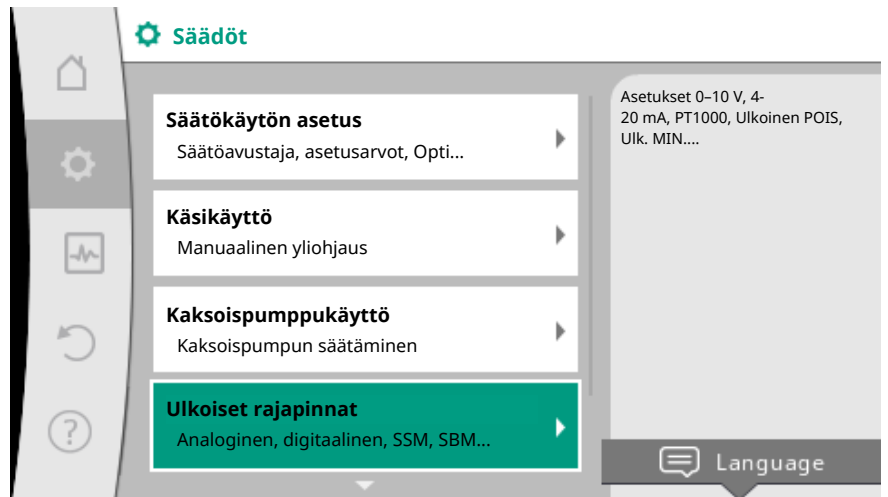 Säädöt
Säätökäytön asetus
Säätöavustaja, asetusarvot, Opti...
Käsikäyttö
Manuaalinen yliohjaus
Kaksoispumppukäyttö
Kaksoispumpun säätäminen
Ulkoiset rajapinnat
Analoginen, digitaalinen, SSM, SBM...
Asetukset 0–10 V, 4-
20 mA, PT1000, Ulkoinen POIS,
Ulk. MIN....
Language